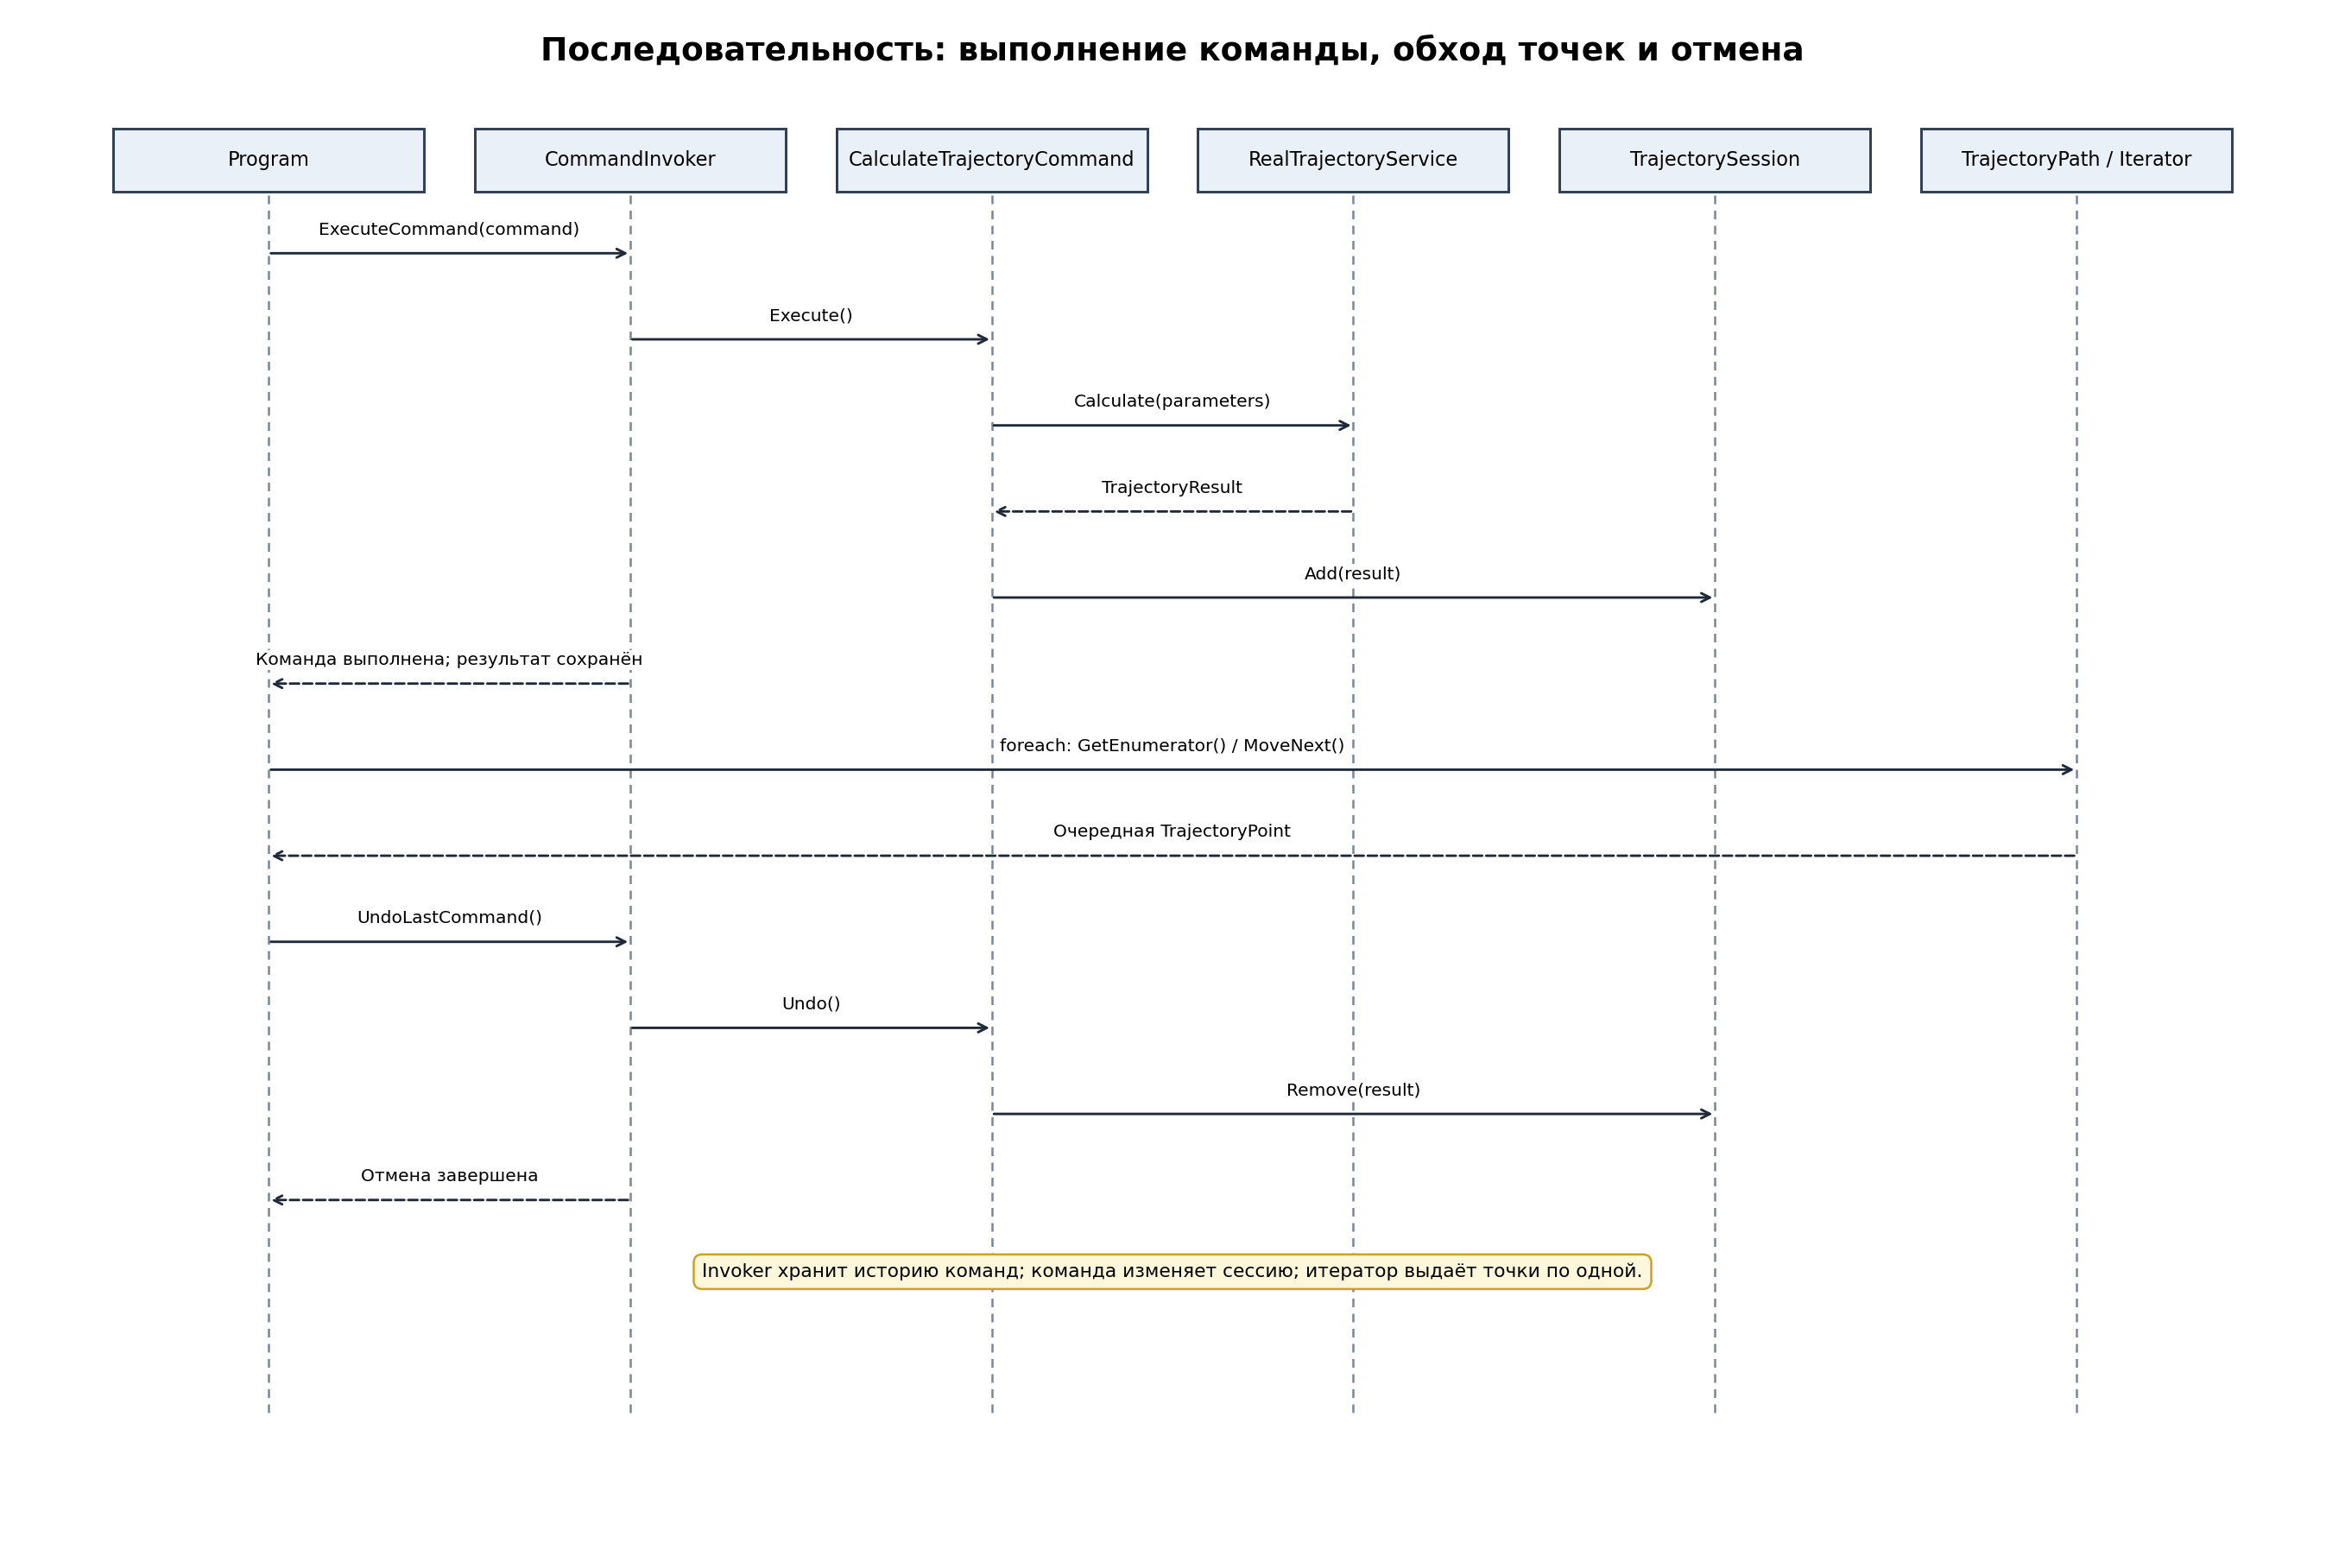 Последовательность: выполнение команды, обход точек и отмена
Program
CommandInvoker
CalculateTrajectoryCommand
RealTrajectoryService
TrajectorySession
TrajectoryPath / Iterator
ExecuteCommand(command)
Execute()
Calculate(parameters)
TrajectoryResult
Add(result)
Команда выполнена; результат сохранён
foreach: GetEnumerator() / MoveNext()
Очередная TrajectoryPoint
UndoLastCommand()
Undo()
Remove(result)
Отмена завершена
Invoker хранит историю команд; команда изменяет сессию; итератор выдаёт точки по одной.